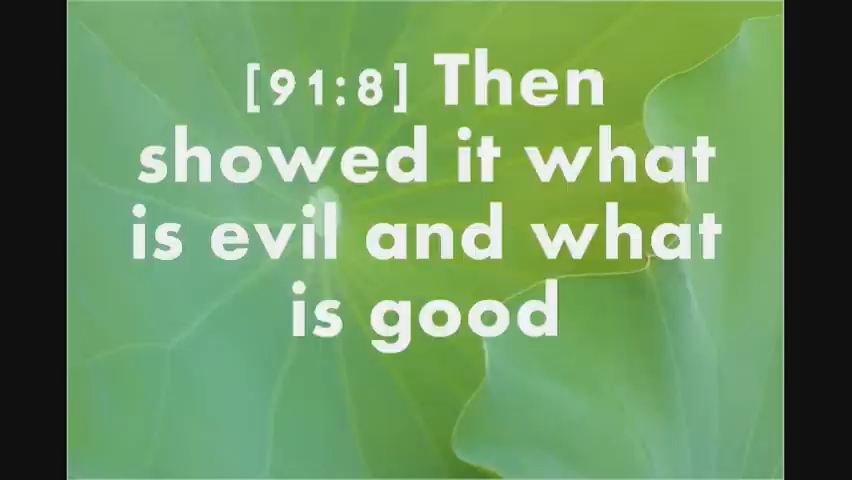 [91:8] Then
showed it what
is evil and what
is good